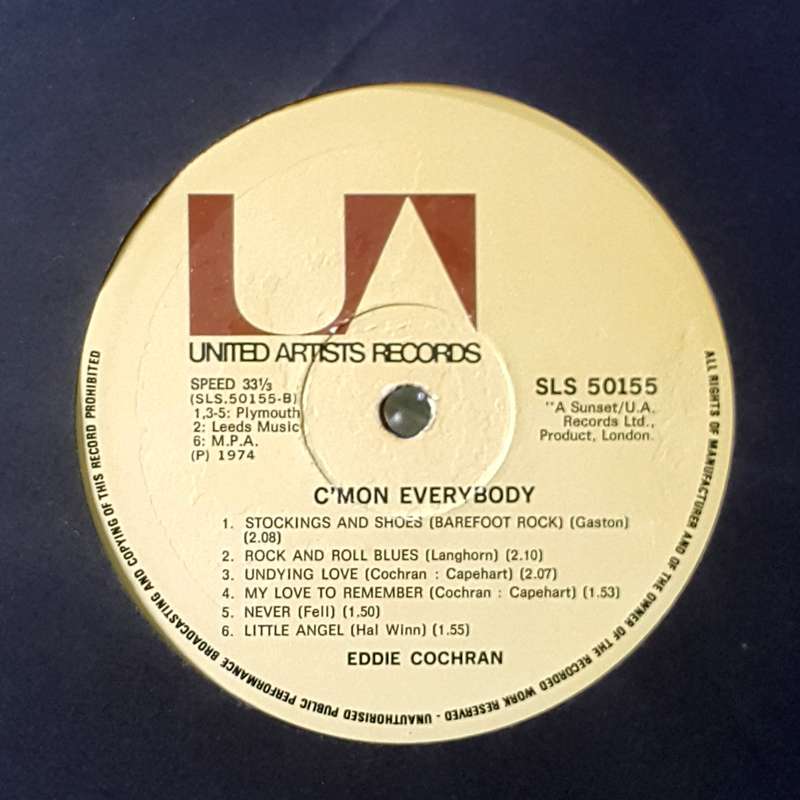 UA
UNITED ARTISTS RECORDS
SPEED 33⅓
(SLS.50155-B)
1,3-5: Plymouth
2: Leeds Music
6: M.P.A.
(P) 1974
SLS 50155
"A Sunset/U.A.
Records Ltd.,
Product, London.
C'MON EVERYBODY
1. STOCKINGS AND SHOES (BAREFOOT ROCK) (Gaston)
(2.08)
2. ROCK AND ROLL BLUES (Langhorn) (2.10)
3. UNDYING LOVE (Cochran : Capehart) (2.07)
4. MY LOVE TO REMEMBER (Cochran : Capehart) (1.53)
5. NEVER (Fell) (1.50)
6. LITTLE ANGEL (Hal Winn) (1.55)
EDDIE COCHRAN
ALL RIGHTS OF MANUFACTURER AND OF THE OWNER OF THE RECORDED WORK RESERVED - UNAUTHORISED PUBLIC PERFORMANCE BROADCASTING AND COPYING OF THIS RECORD PROHIBITED